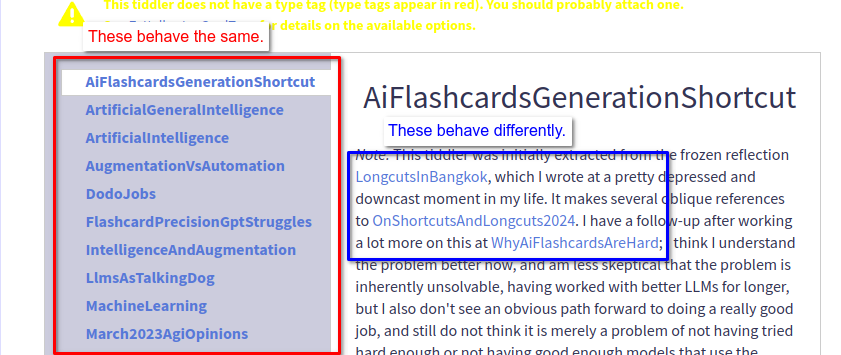 This tiddler does not have a type tag (type tags appear in red). You should probably attach one.
for details on the available options.
These behave the same.
AiFlashcardsGenerationShortcut
ArtificialGeneralIntelligence
ArtificialIntelligence
AugmentationVsAutomation
DodoJobs
FlashcardPrecisionGptStruggles
IntelligenceAndAugmentation
LlmsAsTalkingDog
MachineLearning
March2023AgiOpinions
AiFlashcardsGenerationShortcut
These behave differently.
Note: This tiddler was initially extracted from the frozen reflection
LongcutsInBangkok, which I wrote at a pretty depressed and
downcast moment in my life. It makes several oblique references
to OnShortcutsAndLongcuts2024. I have a follow-up after working
a lot more on this at WhyAiFlashcardsAreHard; I think I understand
the problem better now, and am less skeptical that the problem is
inherently unsolvable, having worked with better LLMs for longer,
but I also don't see an obvious path forward to doing a really good
job, and still do not think it is merely a problem of not having tried
hard enough or not having good enough models that use the